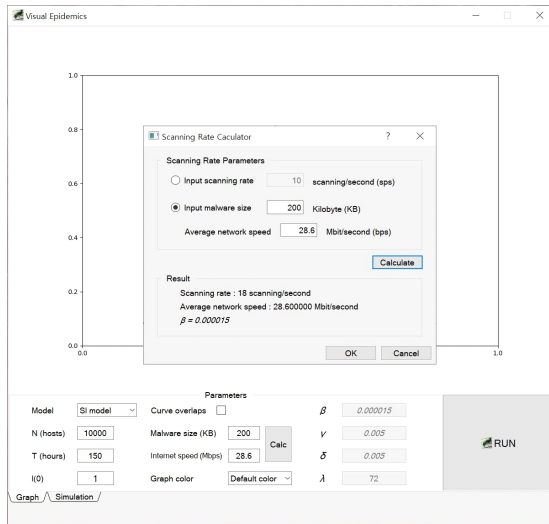 Visual Epidemics
1.0
0.8
0.6
0.4
0.2
0.0
0.0
1.0
Scanning Rate Caculator
?
Scanning Rate Parameters
Input scanning rate 10 scanning/second (sps)
Input malware size 200 Kilobyte (KB)
Average network speed 28.6 Mbit/second (bps)
Calculate
Result
Scanning rate : 18 scanning/second
Average network speed : 28.600000 Mbit/second
β = 0.000015
OK Cancel
Parameters
Model SI model Curve overlaps β 0.000015
N (hosts) 10000 Malware size (KB) 200 Calc γ 0.005
T (hours) 150 Internet speed (Mbps) 28.6 δ 0.005
I(0) 1 Graph color Default color λ 72
RUN
Graph Simulation